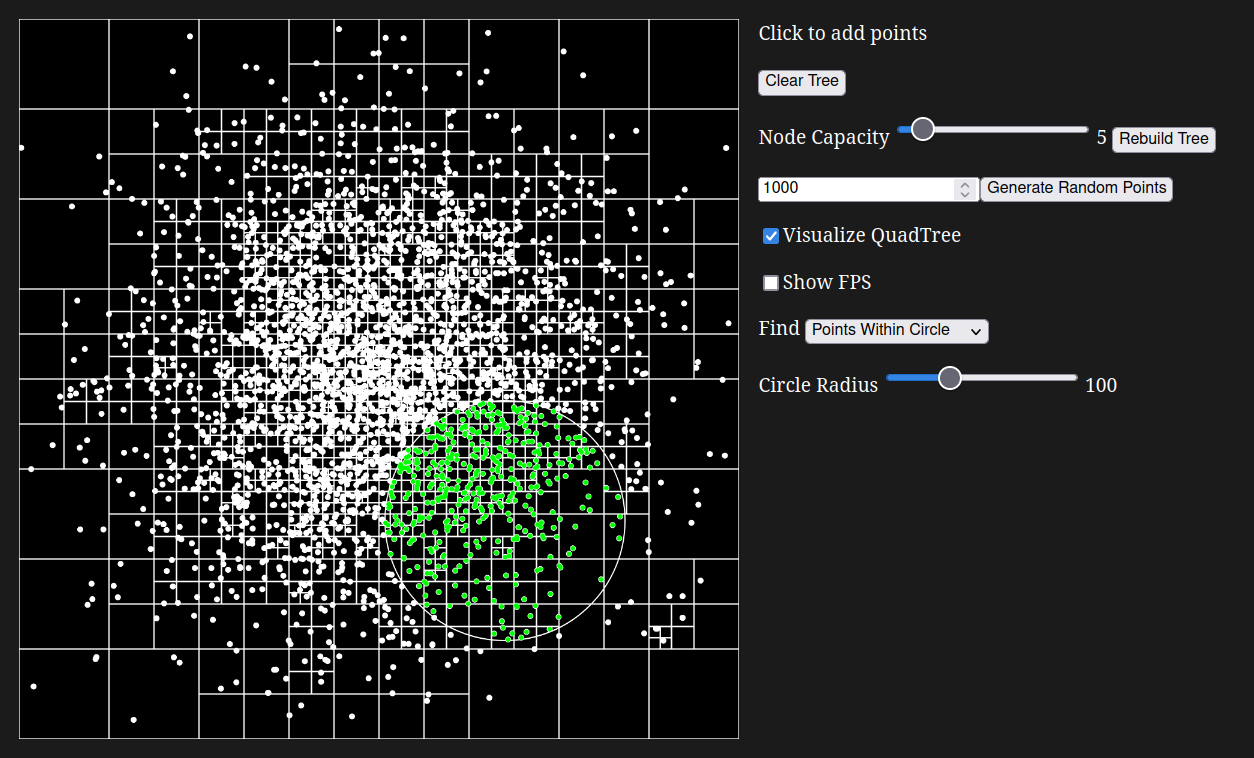 Click to add points
Clear Tree
Node Capacity 5 Rebuild Tree
1000 Generate Random Points
Visualize QuadTree
Show FPS
Find Points Within Circle
Circle Radius 100